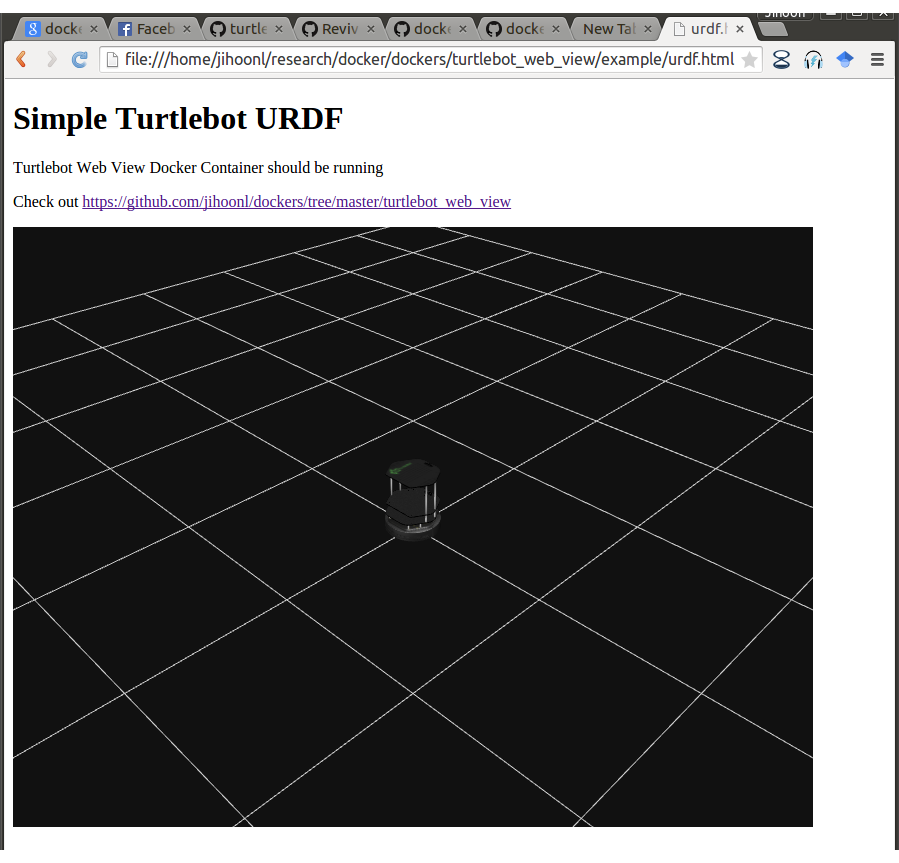 Jihoon
docke Faceb turtle Reviv docke docke New Tab urdf.h
file:///home/jihoonl/research/docker/dockers/turtlebot_web_view/example/urdf.html
Simple Turtlebot URDF
Turtlebot Web View Docker Container should be running
Check out https://github.com/jihoonl/dockers/tree/master/turtlebot_web_view